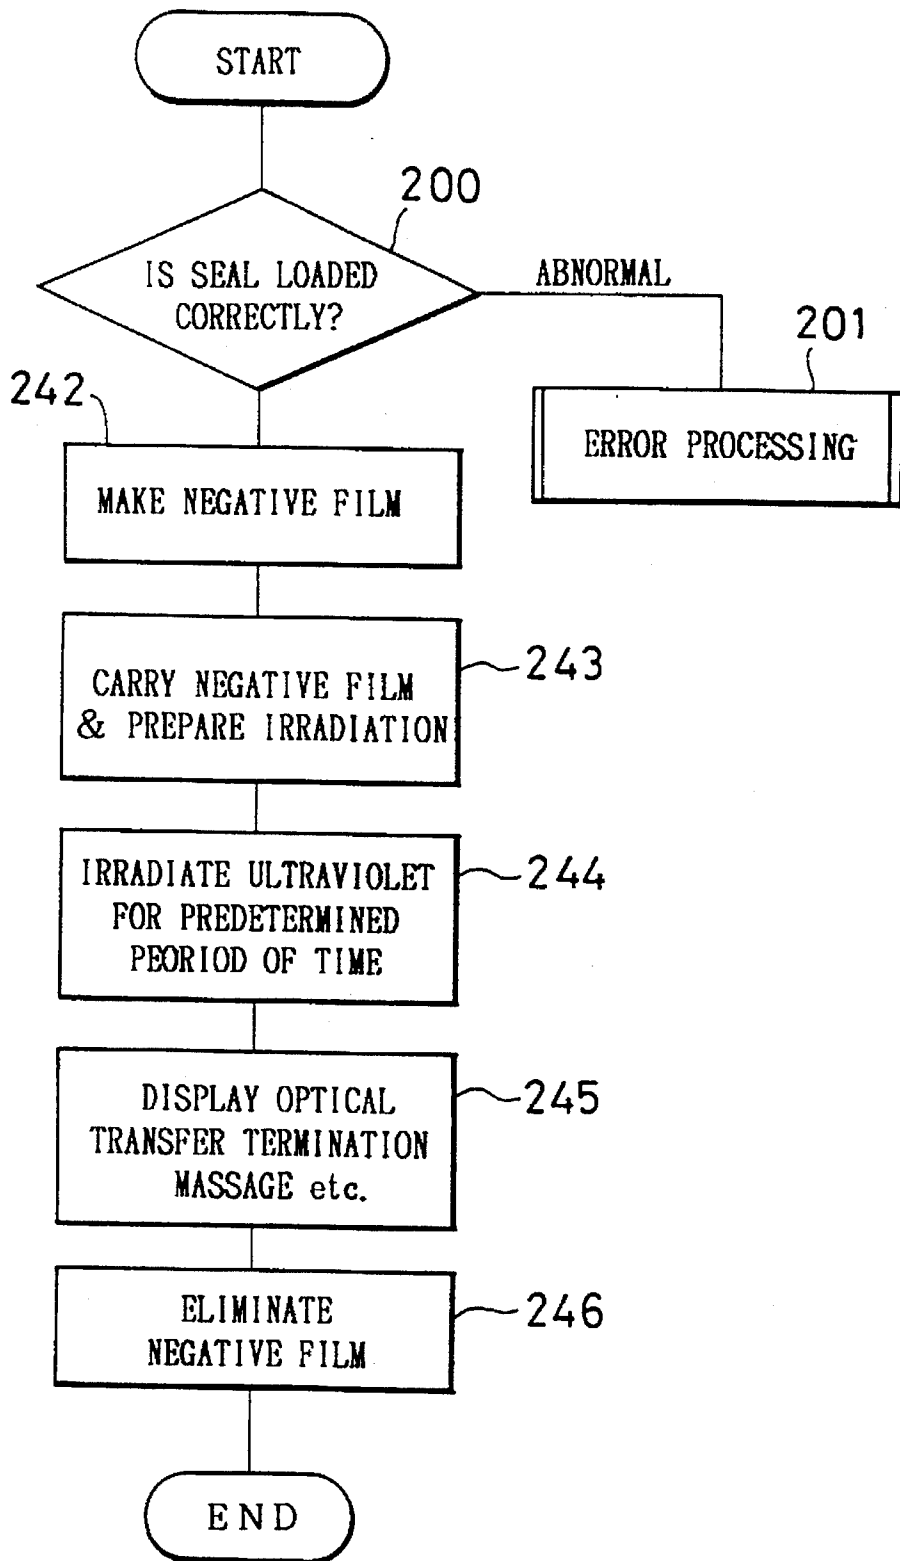 START
200
IS SEAL LOADED
CORRECTLY?
ABNORMAL
201
ERROR PROCESSING
242
MAKE NEGATIVE FILM
243
CARRY NEGATIVE FILM
& PREPARE IRRADIATION
244
IRRADIATE ULTRAVIOLET
FOR PREDETERMINED
PEORIOD OF TIME
245
DISPLAY OPTICAL
TRANSFER TERMINATION
MASSAGE etc.
246
ELIMINATE
NEGATIVE FILM
END